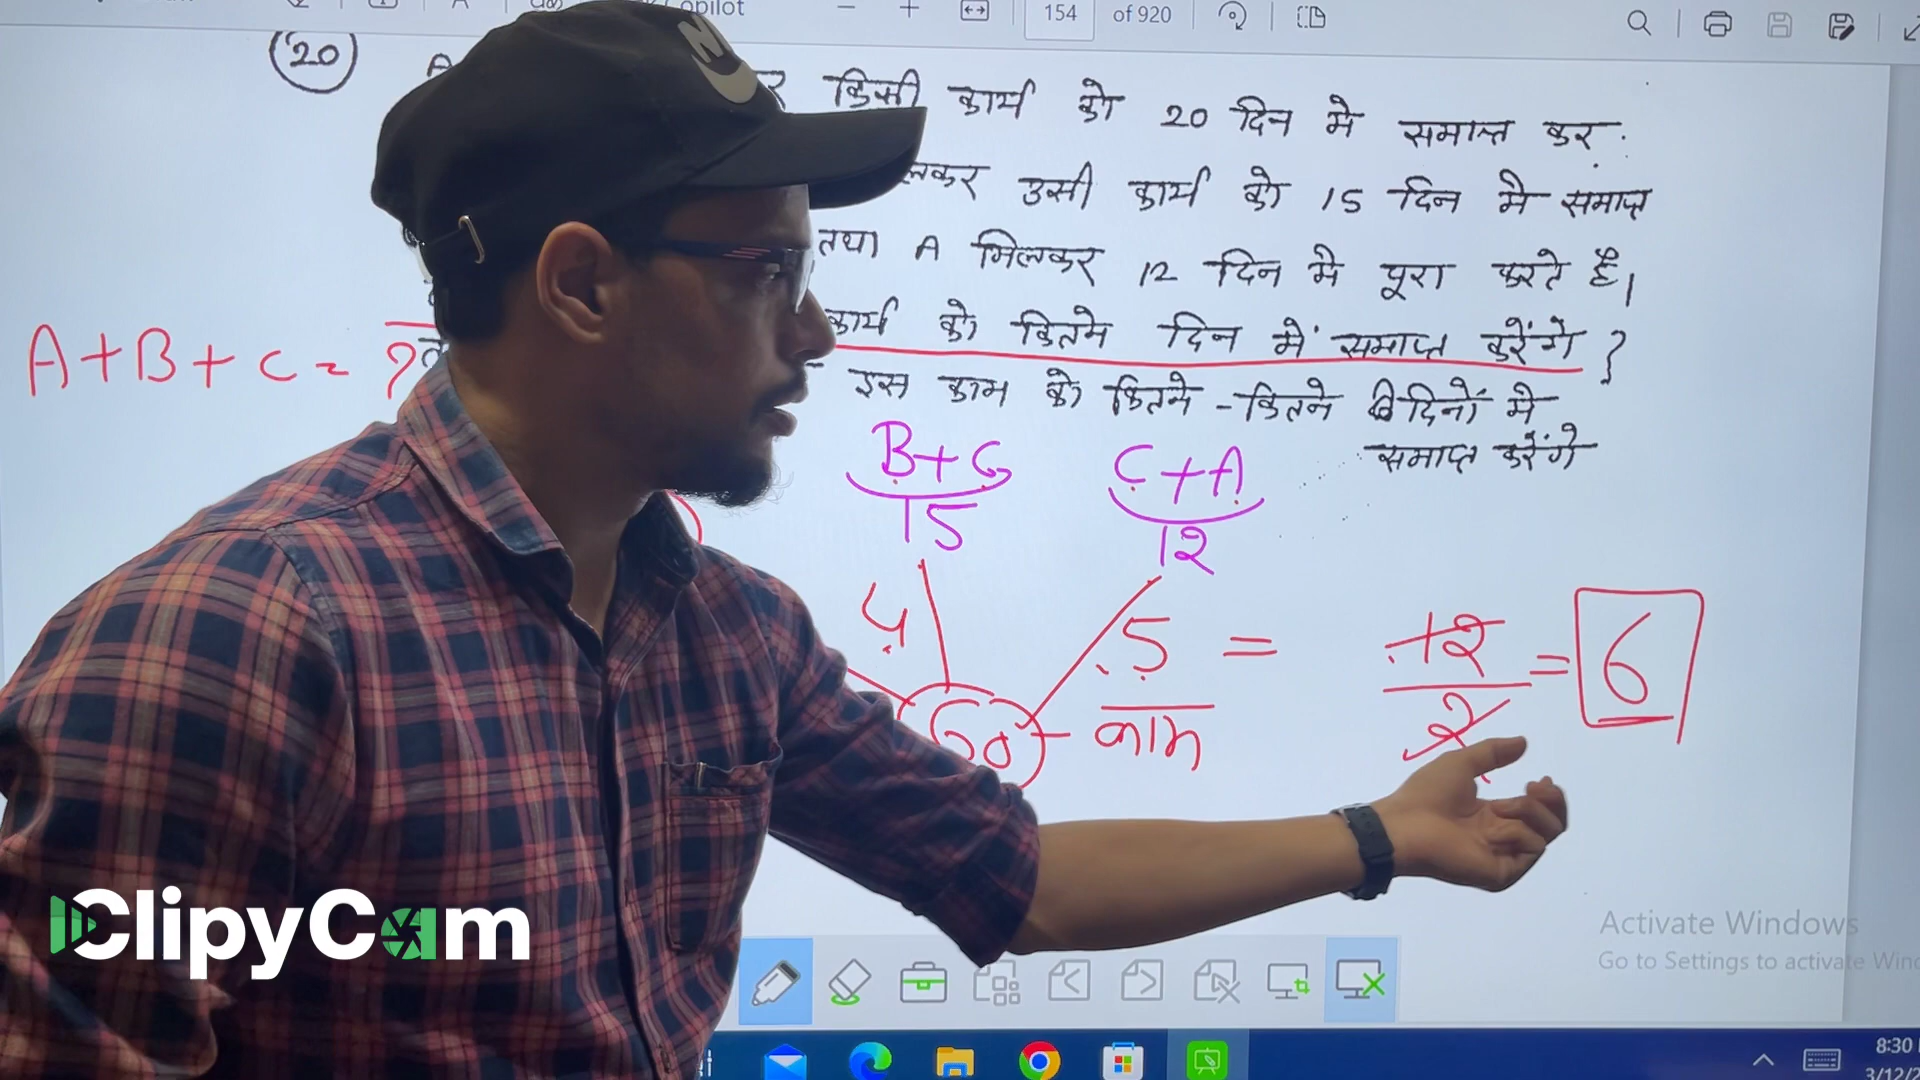 154 of 920
(20) A किसी कार्य को 20 दिन में समाप्त कर
उसी कार्य को 15 दिन में समाप्त
तथा A मिलकर 12 दिन में पूरा करते हैं।
कार्य को कितने दिन में समाप्त करेंगे ?
A+B+C = ?
इस काम को कितने - कितने दिनों में
समाप्त करेंगे
B+C C+A
15 12
4 5 = 12/2 = 6
60 - काम
ClipyCam
Activate Windows
Go to Settings to activate
8:30